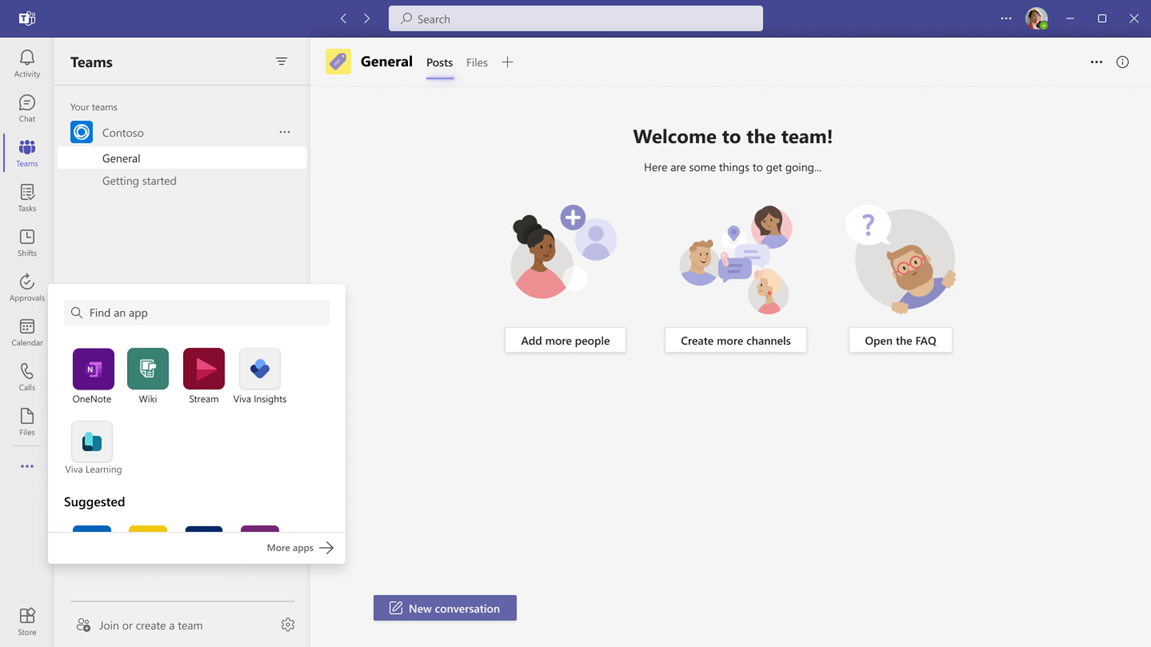 Search
Activity
Chat
Teams
Tasks
Shifts
Approvals
Calendar
Calls
Files
Store
Teams
Your teams
Contoso
General
Getting started
Find an app
OneNote
Wiki
Stream
Viva Insights
Viva Learning
Suggested
More apps
Join or create a team
General
Posts
Files
Welcome to the team!
Here are some things to get going...
Add more people
Create more channels
Open the FAQ
New conversation